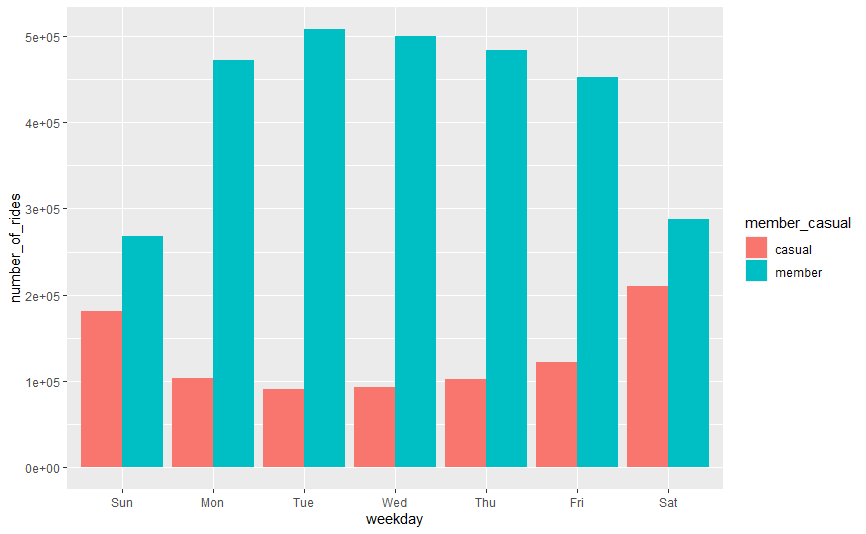 number_of_rides
5e+05
4e+05
3e+05
2e+05
1e+05
0e+00
Sun Mon Tue Wed Thu Fri Sat
weekday
member_casual
casual
member